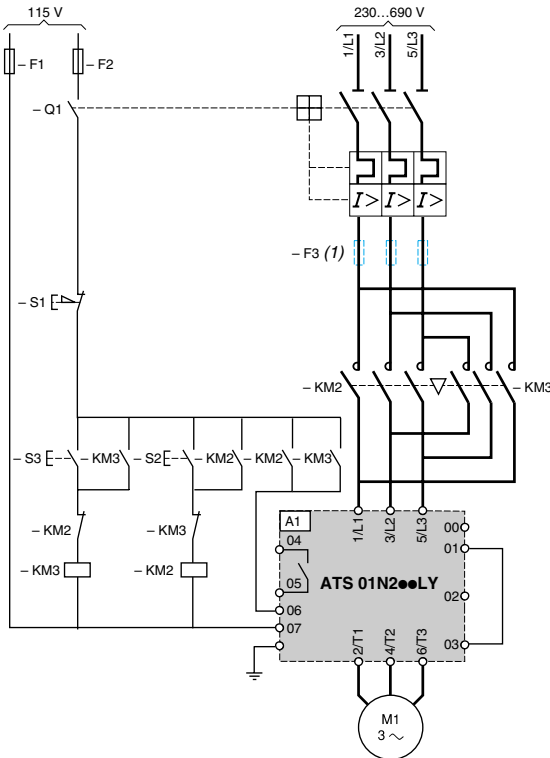 115 V
230...690 V
1/L1
3/L2
5/L3
– F1
– F2
– Q1
I>
I>
I>
– F3 (1)
– S1
– KM2
– KM3
– S3
– KM3
– S2
– KM2
– KM2
– KM3
– KM2
– KM3
– KM3
– KM2
A1
1/L1
3/L2
5/L3
00
04
01
05
ATS 01N2●●LY
02
06
07
03
2/T1
4/T2
6/T3
M1
3 ~